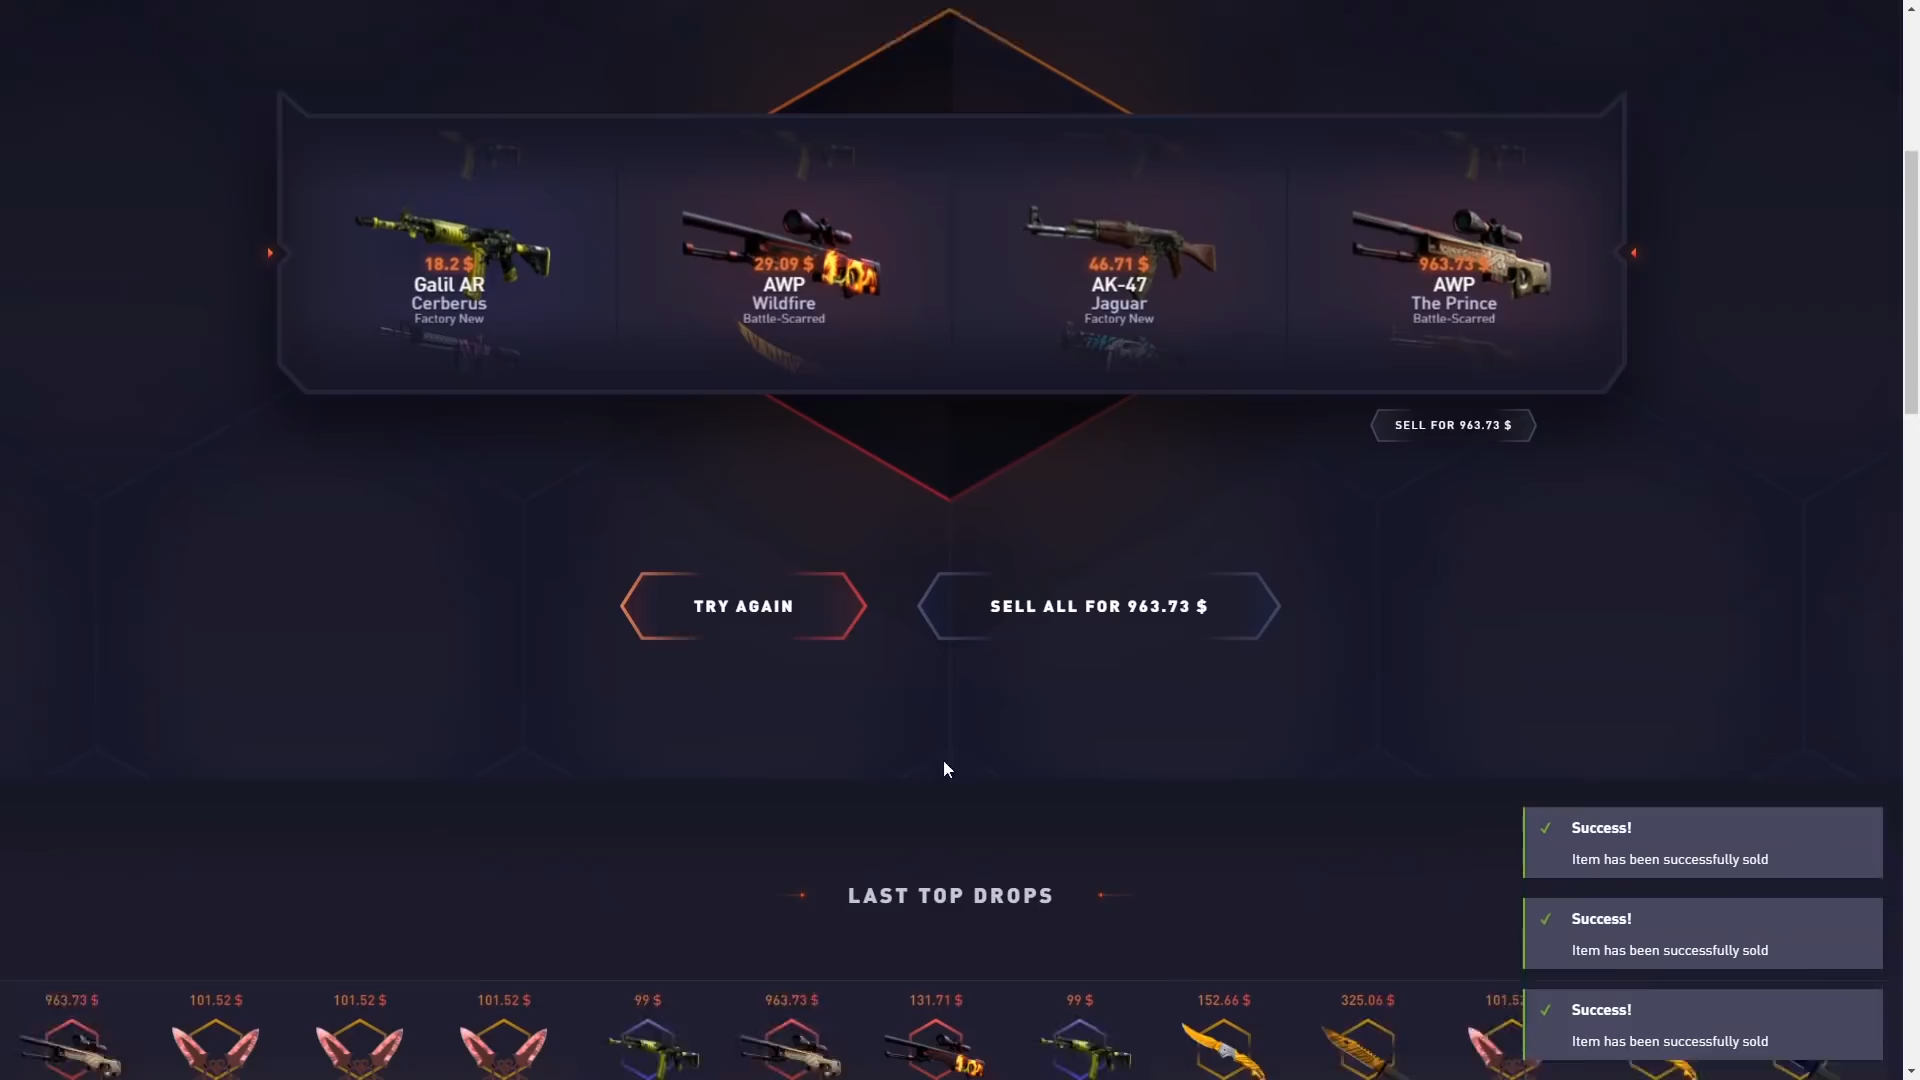 18.2 $
Galil AR
Cerberus
Factory New
29.09 $
AWP
Wildfire
Battle-Scarred
46.71 $
AK-47
Jaguar
Factory New
963.73 $
AWP
The Prince
Battle-Scarred
SELL FOR 963.73 $
TRY AGAIN
SELL ALL FOR 963.73 $
Success!
Item has been successfully sold
LAST TOP DROPS
Success!
Item has been successfully sold
963.73 $
101.52 $
101.52 $
101.52 $
99 $
963.73 $
131.71 $
99 $
152.66 $
325.06 $
101.52
Success!
Item has been successfully sold